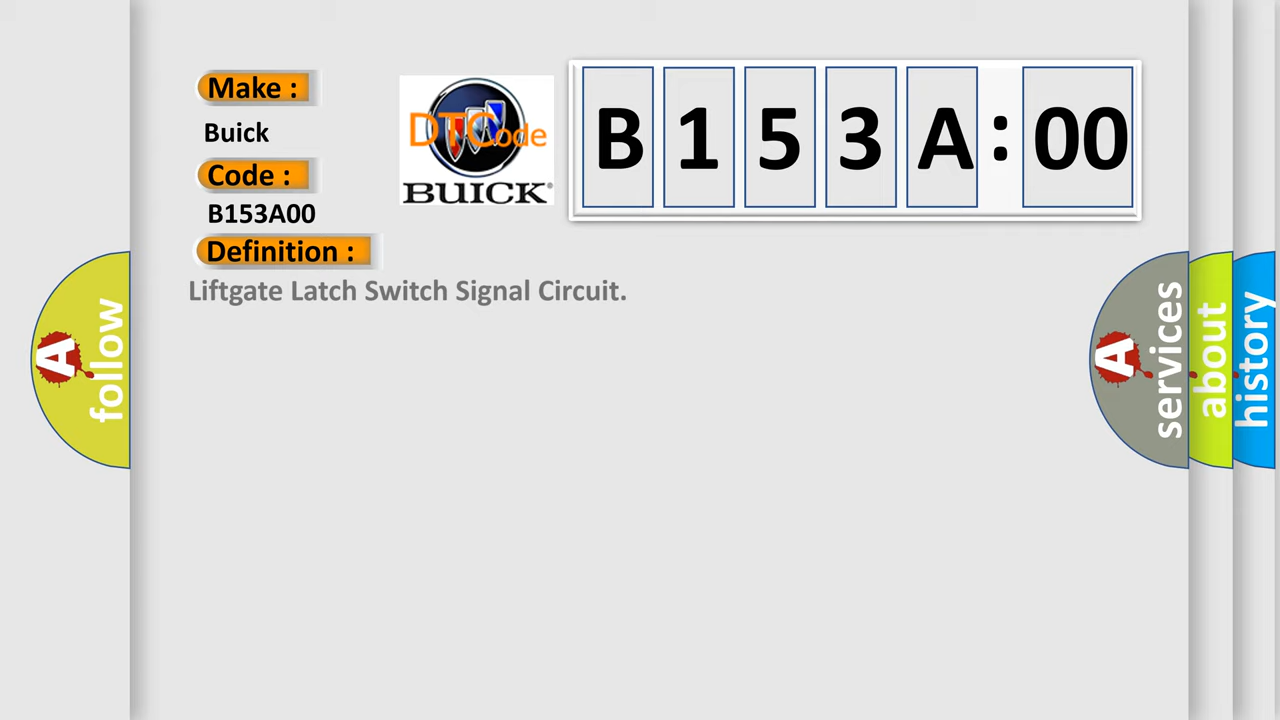 Make :
Buick
Code :
B153A00
Definition :
Liftgate Latch Switch Signal Circuit.
DTCode
BUICK®
B 1 5 3 A : 00
A follow
A services
about
history